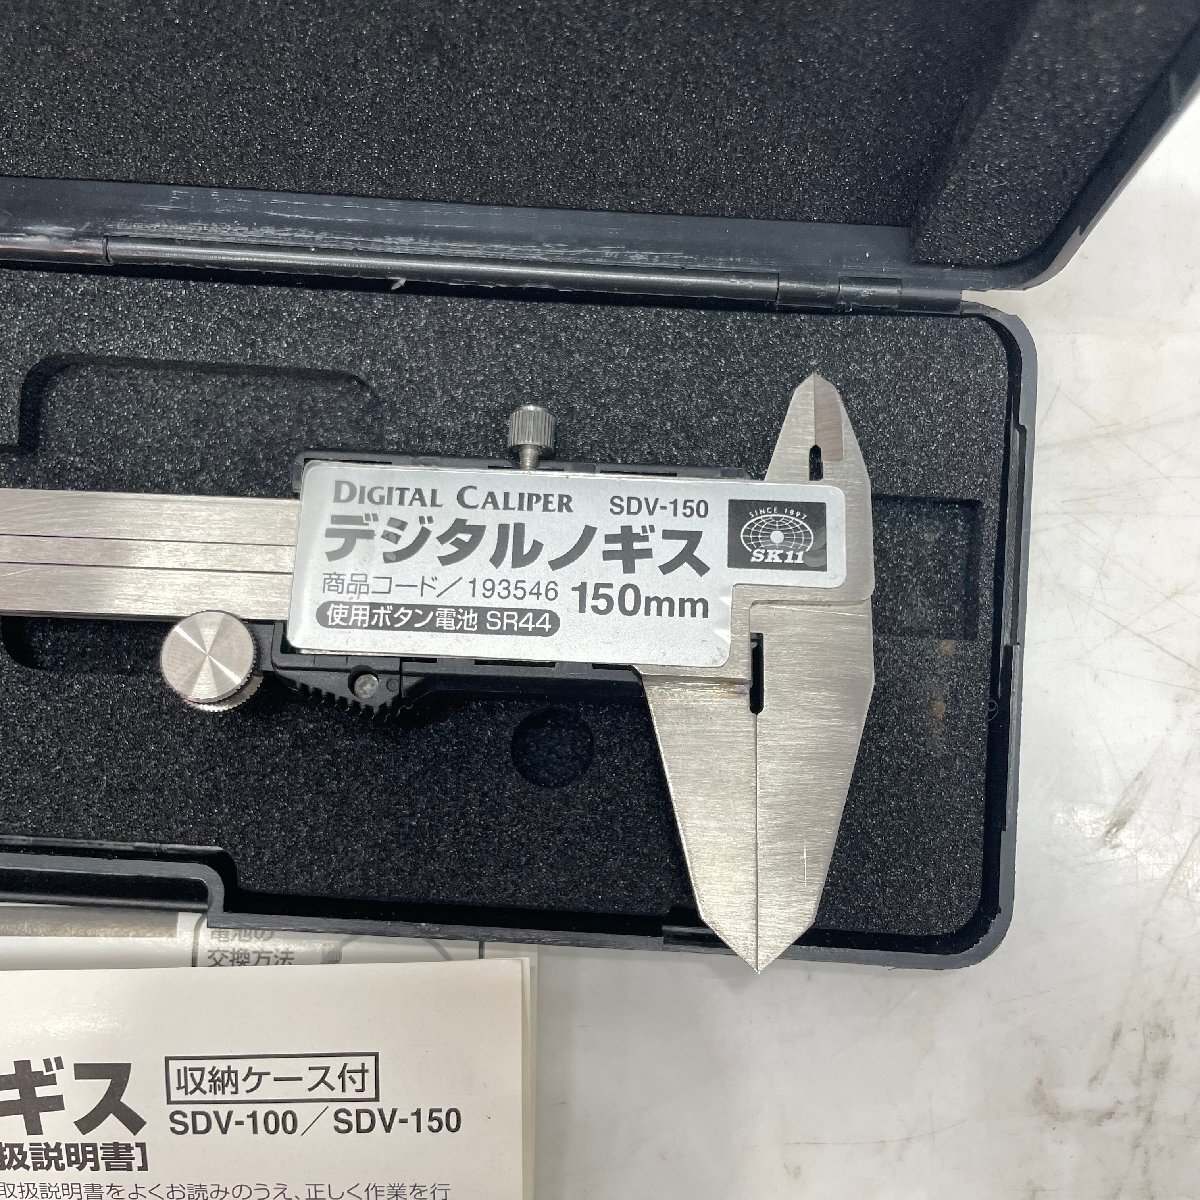 DIGITAL CALIPER SDV-150
SINCE 1897
SK11
デジタルノギス
商品コード/193546 150mm
使用ボタン電池 SR44
電池の
交換方法
ギス 収納ケース付
SDV-100/SDV-150
扱説明書]
取扱説明書をよくお読みのうえ、正しく作業を行